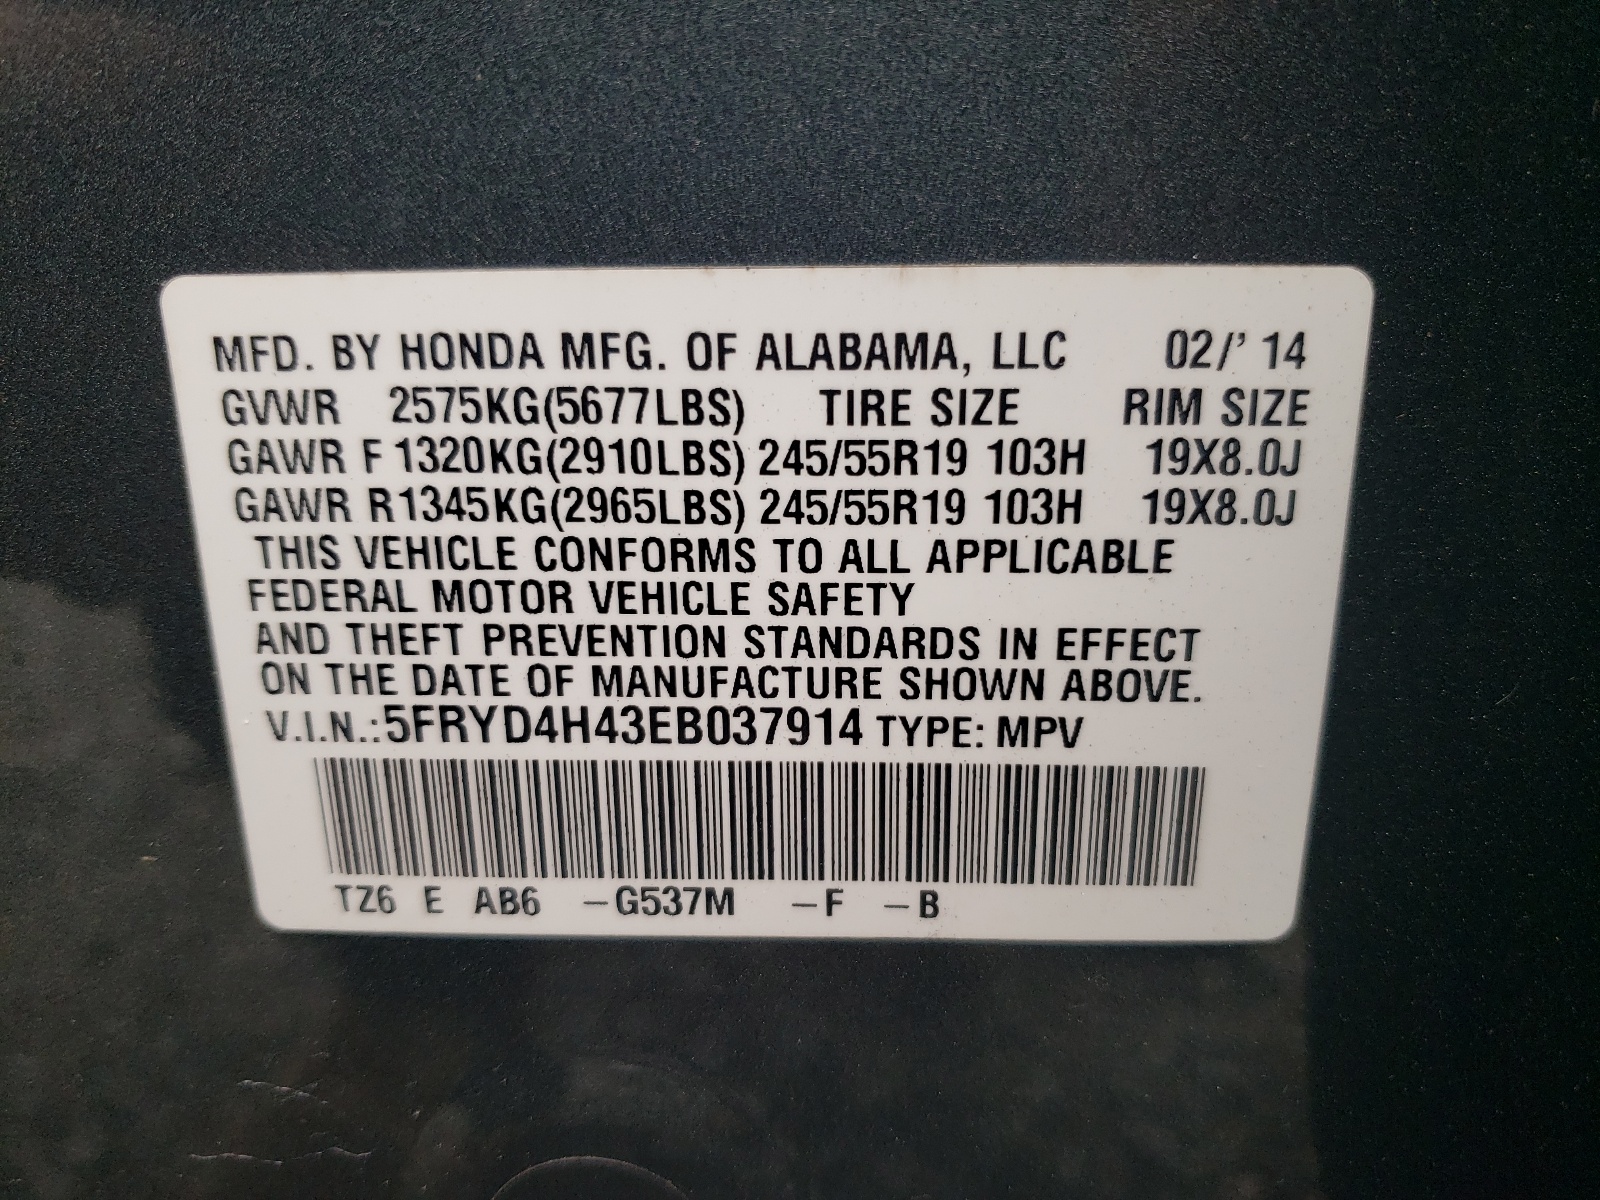 MFD. BY HONDA MFG. OF ALABAMA, LLC 02/' 14
GVWR 2575KG(5677LBS) TIRE SIZE RIM SIZE
GAWR F 1320KG(2910LBS) 245/55R19 103H 19X8.0J
GAWR R1345KG(2965LBS) 245/55R19 103H 19X8.0J
THIS VEHICLE CONFORMS TO ALL APPLICABLE
FEDERAL MOTOR VEHICLE SAFETY
AND THEFT PREVENTION STANDARDS IN EFFECT
ON THE DATE OF MANUFACTURE SHOWN ABOVE.
V.I.N.:5FRYD4H43EB037914 TYPE: MPV
TZ6 E AB6 –G537M –F –B